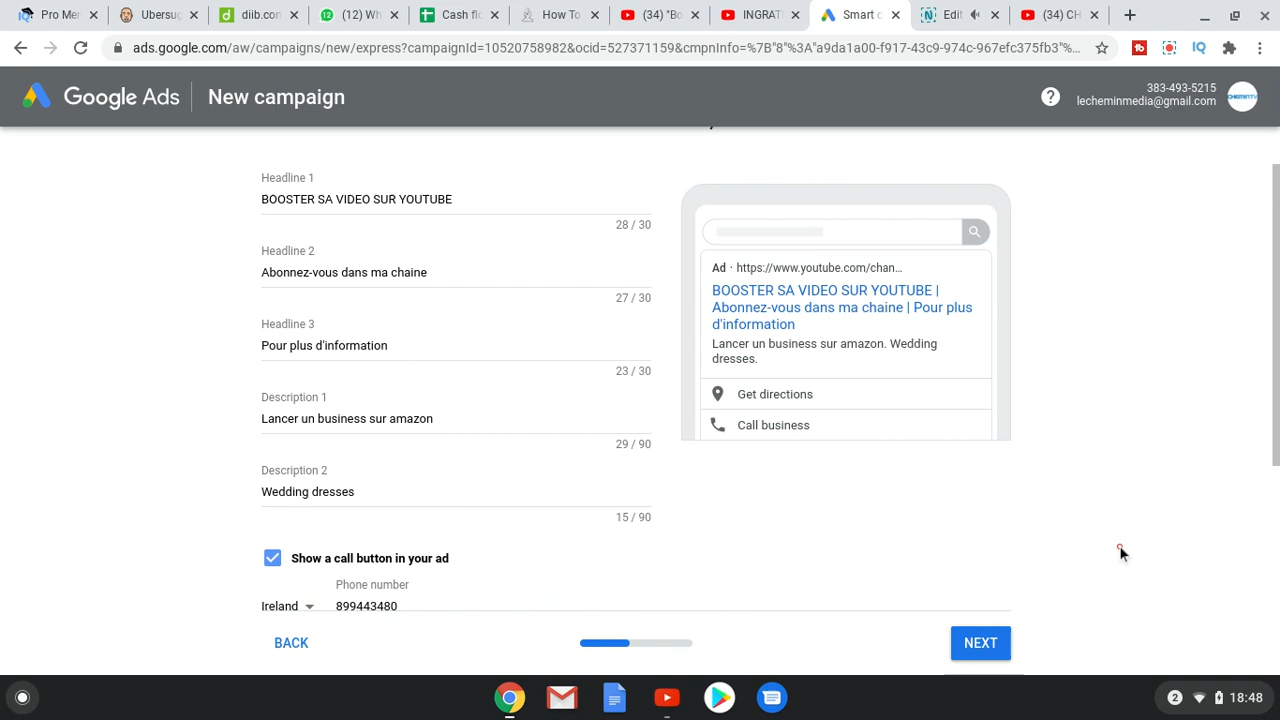 Pro Mer
Ubersug
diib.con
(12) Wh
Cash flo
How To
(34) "Bo
INGRAT
Smart c
Edit
(34) CH
ads.google.com/aw/campaigns/new/express?campaignId=10520758982&ocid=527371159&cmpnInfo=%7B"8"%3A"a9da1a00-f917-43c9-974c-967efc375fb3"%...
Google Ads
New campaign
383-493-5215
lecheminmedia@gmail.com
Headline 1
BOOSTER SA VIDEO SUR YOUTUBE
28 / 30
Headline 2
Abonnez-vous dans ma chaine
27 / 30
Headline 3
Pour plus d'information
23 / 30
Description 1
Lancer un business sur amazon
29 / 90
Description 2
Wedding dresses
15 / 90
Ad · https://www.youtube.com/chan...
BOOSTER SA VIDEO SUR YOUTUBE |
Abonnez-vous dans ma chaine | Pour plus
d'information
Lancer un business sur amazon. Wedding
dresses.
Get directions
Call business
Show a call button in your ad
Phone number
Ireland
899443480
BACK
NEXT
2
18:48